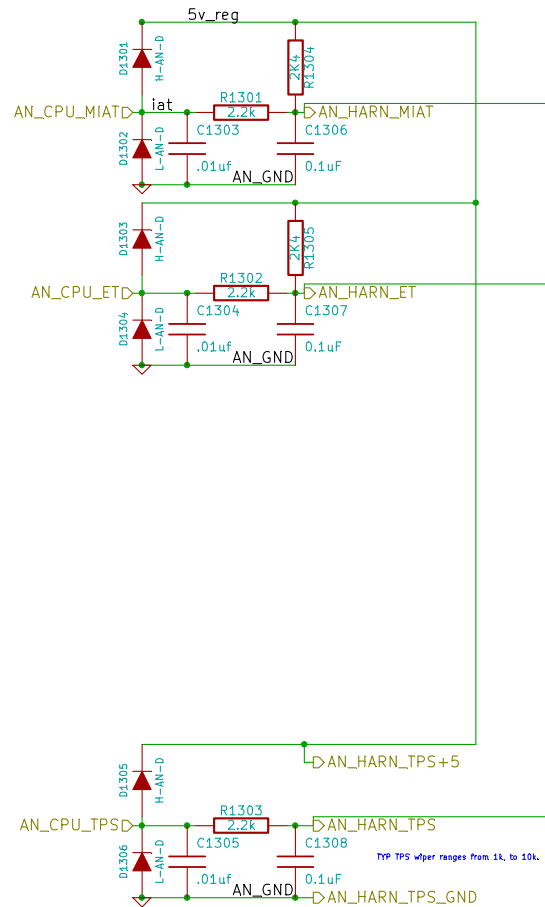 5v_reg
D1301
H-AN-D
2K4
R1304
AN_CPU_MIAT
iat
R1301
2.2k
AN_HARN_MIAT
D1302
L-AN-D
C1303
.01uf
C1306
0.1uF
AN_GND
D1303
H-AN-D
2K4
R1305
AN_CPU_ET
R1302
2.2k
AN_HARN_ET
D1304
L-AN-D
C1304
.01uf
C1307
0.1uF
AN_GND
D1305
H-AN-D
AN_HARN_TPS+5
AN_CPU_TPS
R1303
2.2k
AN_HARN_TPS
D1306
L-AN-D
C1305
.01uf
C1308
0.1uF
TYP TPS wiper ranges from 1k, to 10k.
AN_GND
AN_HARN_TPS_GND